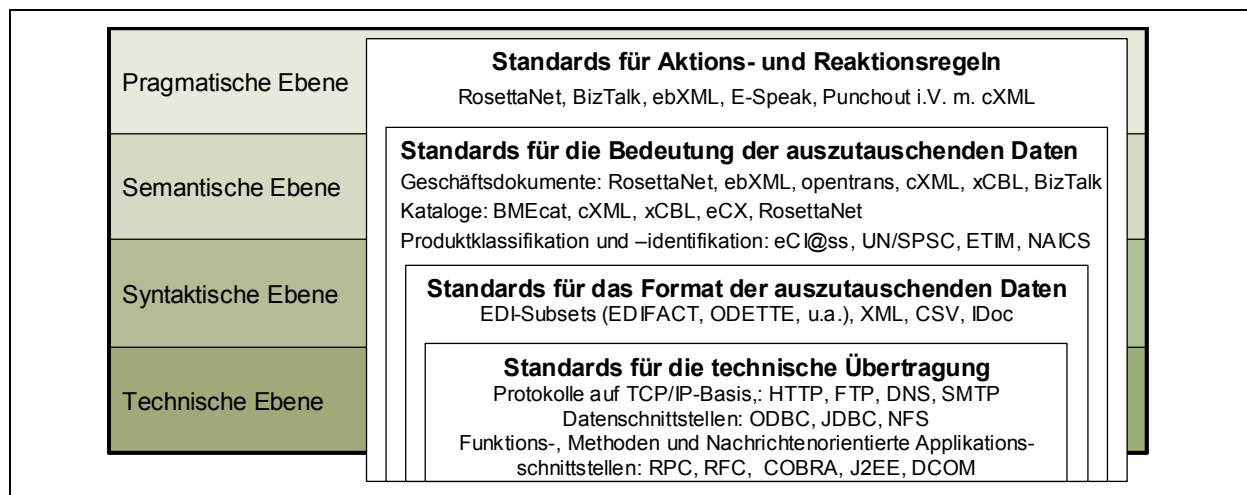 Pragmatische Ebene
Standards für Aktions- und Reaktionsregeln
RosettaNet, BizTalk, ebXML, E-Speak, Punchout i.V. m. cXML
Semantische Ebene
Standards für die Bedeutung der auszutauschenden Daten
Geschäftsdokumente: RosettaNet, ebXML, opentrans, cXML, xCBL, BizTalk
Kataloge: BMEcat, cXML, xCBL, eCX, RosettaNet
Produktklassifikation und –identifikation: eCl@ss, UN/SPSC, ETIM, NAICS
Syntaktische Ebene
Standards für das Format der auszutauschenden Daten
EDI-Subsets (EDIFACT, ODETTE, u.a.), XML, CSV, IDoc
Technische Ebene
Standards für die technische Übertragung
Protokolle auf TCP/IP-Basis,: HTTP, FTP, DNS, SMTP
Datenschnittstellen: ODBC, JDBC, NFS
Funktions-, Methoden und Nachrichtenorientierte Applikations-
schnittstellen: RPC, RFC, COBRA, J2EE, DCOM